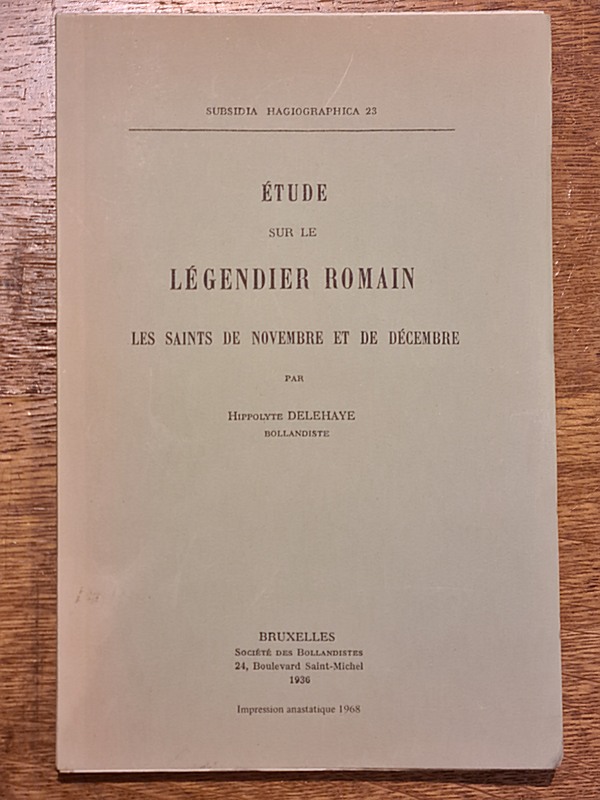 SUBSIDIA HAGIOGRAPHICA 23
ÉTUDE
SUR LE
LÉGENDIER ROMAIN
LES SAINTS DE NOVEMBRE ET DE DÉCEMBRE
PAR
HIPPOLYTE DELEHAYE
BOLLANDISTE
BRUXELLES
SOCIÉTÉ DES BOLLANDISTES
24, Boulevard Saint-Michel
1936
Impression anastatique 1968